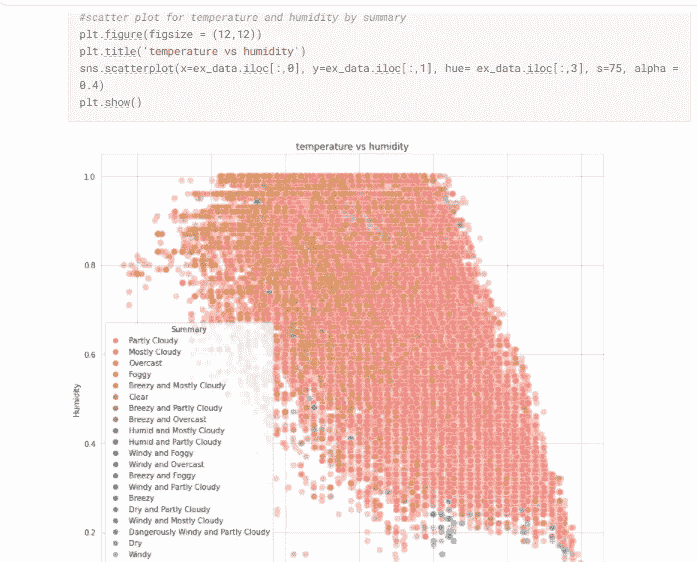 #scatter plot for temperature and humidity by summary
plt.figure(figsize = (12,12))
plt.title('temperature vs humidity')
sns.scatterplot(x=ex_data.iloc[:,0], y=ex_data.iloc[:,1], hue= ex_data.iloc[:,3], s=75, alpha =
0.4)
plt.show()
temperature vs humidity
1.0
0.8
0.6
0.4
0.2
Humidity
Summary
Partly Cloudy
Mostly Cloudy
Overcast
Foggy
Breezy and Mostly Cloudy
Clear
Breezy and Partly Cloudy
Breezy and Overcast
Humid and Mostly Cloudy
Humid and Partly Cloudy
Windy and Foggy
Windy and Overcast
Breezy and Foggy
Windy and Partly Cloudy
Breezy
Dry and Partly Cloudy
Windy and Mostly Cloudy
Dangerously Windy and Partly Cloudy
Dry
Windy